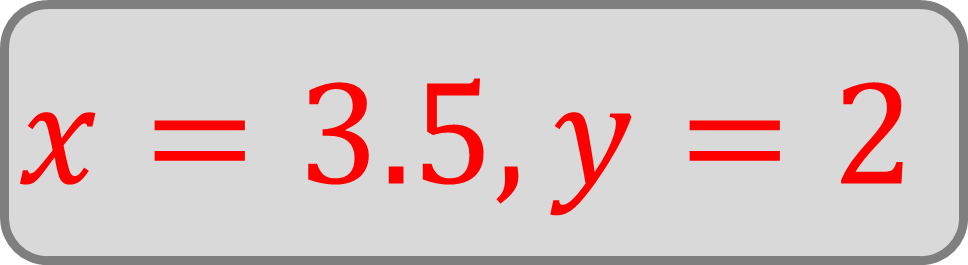 x = 3.5, y = 2